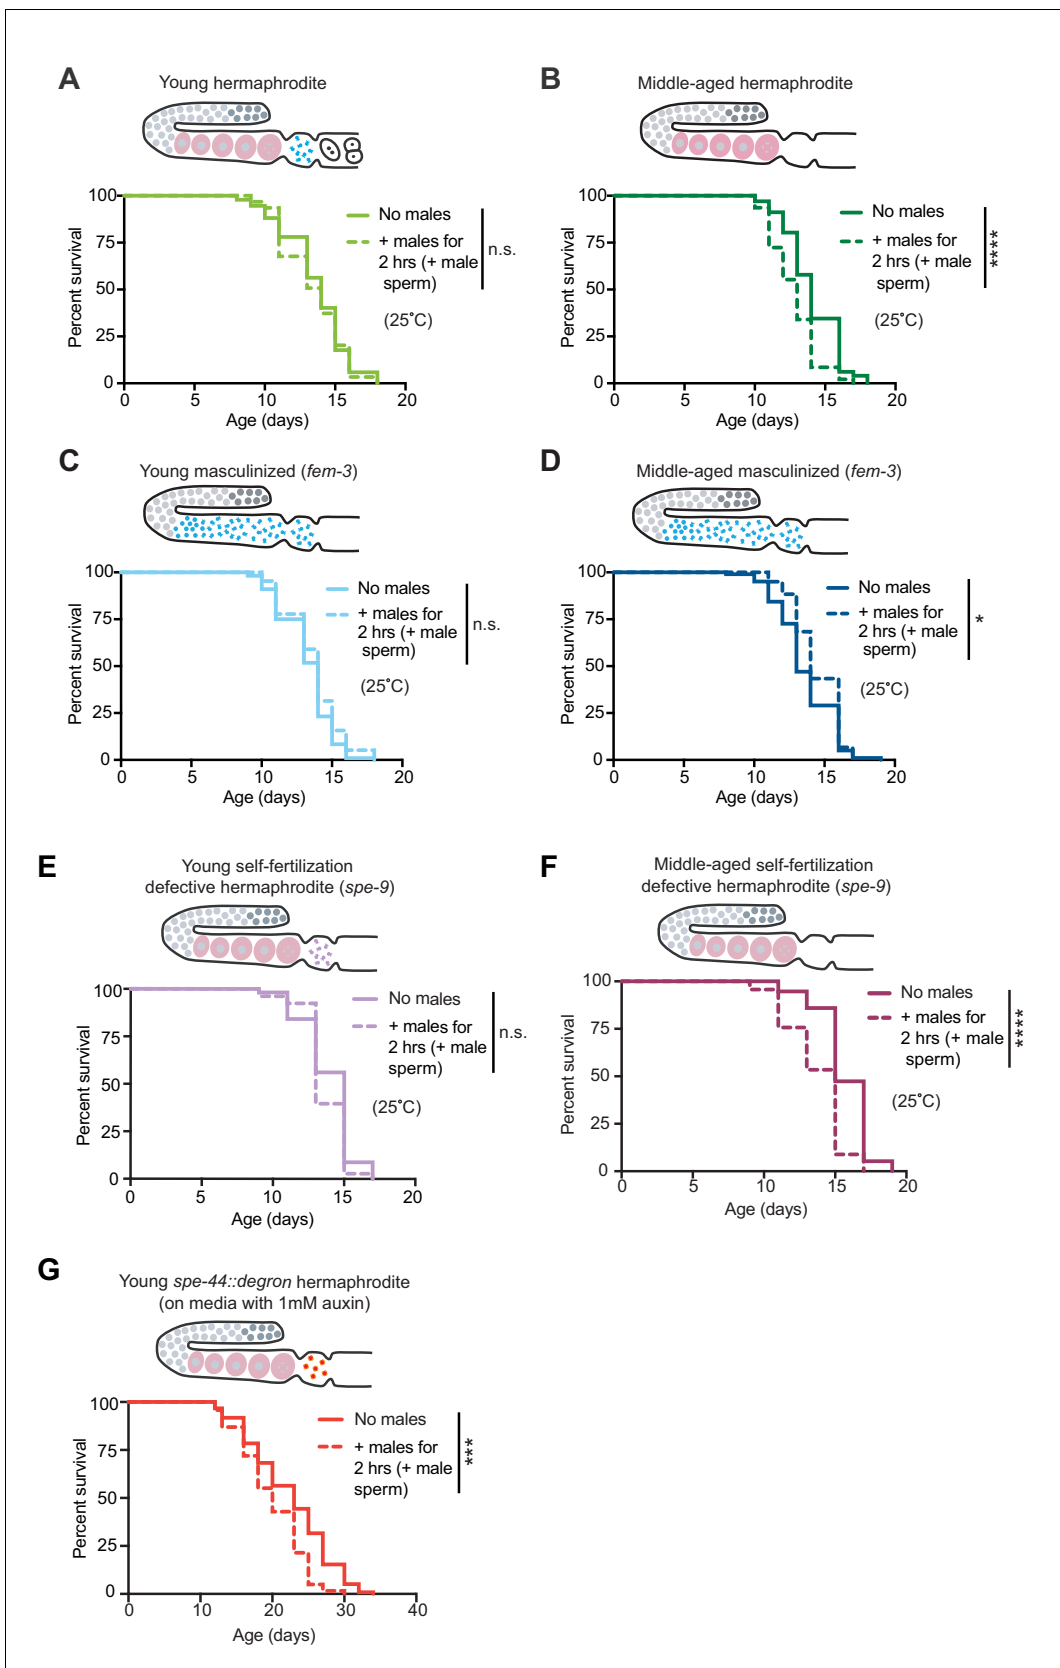 A
Young hermaphrodite
100
75
50
25
0
Percent survival
0 5 10 15 20
Age (days)
No males
+ males for
2 hrs (+ male
sperm)
n.s.
(25°C)
B
Middle-aged hermaphrodite
100
75
50
25
0
Percent survival
0 5 10 15 20
Age (days)
No males
+ males for
2 hrs (+ male
sperm)
****
(25°C)
C
Young masculinized (fem-3)
100
75
50
25
0
Percent survival
0 5 10 15 20
Age (days)
No males
+ males for
2 hrs (+ male
sperm)
n.s.
(25°C)
D
Middle-aged masculinized (fem-3)
100
75
50
25
0
Percent survival
0 5 10 15 20
Age (days)
No males
+ males for
2 hrs (+ male
sperm)
*
(25°C)
E
Young self-fertilization
defective hermaphrodite (spe-9)
100
75
50
25
0
Percent survival
0 5 10 15 20
Age (days)
No males
+ males for
2 hrs (+ male
sperm)
n.s.
(25°C)
F
Middle-aged self-fertilization
defective hermaphrodite (spe-9)
100
75
50
25
0
Percent survival
0 5 10 15 20
Age (days)
No males
+ males for
2 hrs (+ male
sperm)
****
(25°C)
G
Young spe-44::degron hermaphrodite
(on media with 1mM auxin)
100
75
50
25
0
Percent survival
0 10 20 30 40
Age (days)
No males
+ males for
2 hrs (+ male
sperm)
***